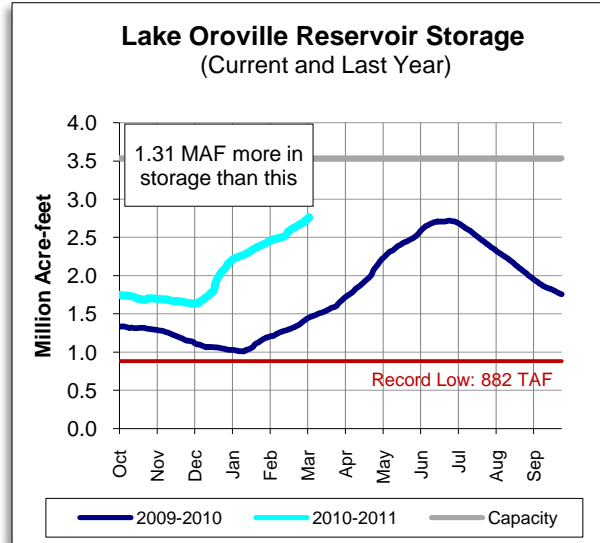 Lake Oroville Reservoir Storage
(Current and Last Year)
1.31 MAF more in
storage than this
Million Acre-feet
4.0
3.5
3.0
2.5
2.0
1.5
1.0
0.5
0.0
Record Low: 882 TAF
Oct Nov Dec Jan Feb Mar Apr May Jun Jul Aug Sep
2009-2010 2010-2011 Capacity